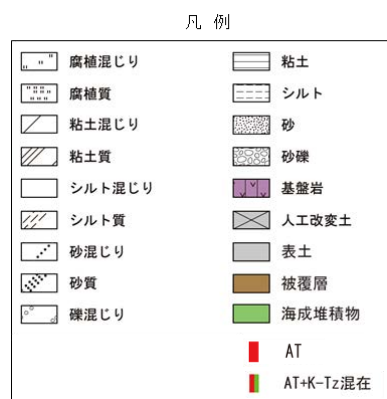 凡 例
腐植混じり
腐植質
粘土混じり
粘土質
シルト混じり
シルト質
砂混じり
砂質
礫混じり
粘土
シルト
砂
砂礫
基盤岩
人工改変土
表土
被覆層
海成堆積物
AT
AT+K-Tz混在